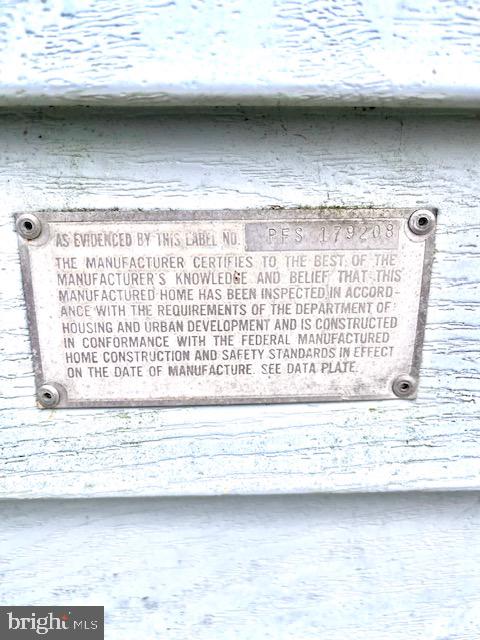 AS EVIDENCED BY THIS LABEL NO. PFS 179208
THE MANUFACTURER CERTIFIES TO THE BEST OF THE
MANUFACTURER'S KNOWLEDGE AND BELIEF THAT THIS
MANUFACTURED HOME HAS BEEN INSPECTED IN ACCORD-
ANCE WITH THE REQUIREMENTS OF THE DEPARTMENT OF
HOUSING AND URBAN DEVELOPMENT AND IS CONSTRUCTED
IN CONFORMANCE WITH THE FEDERAL MANUFACTURED
HOME CONSTRUCTION AND SAFETY STANDARDS IN EFFECT
ON THE DATE OF MANUFACTURE. SEE DATA PLATE.
bright MLS